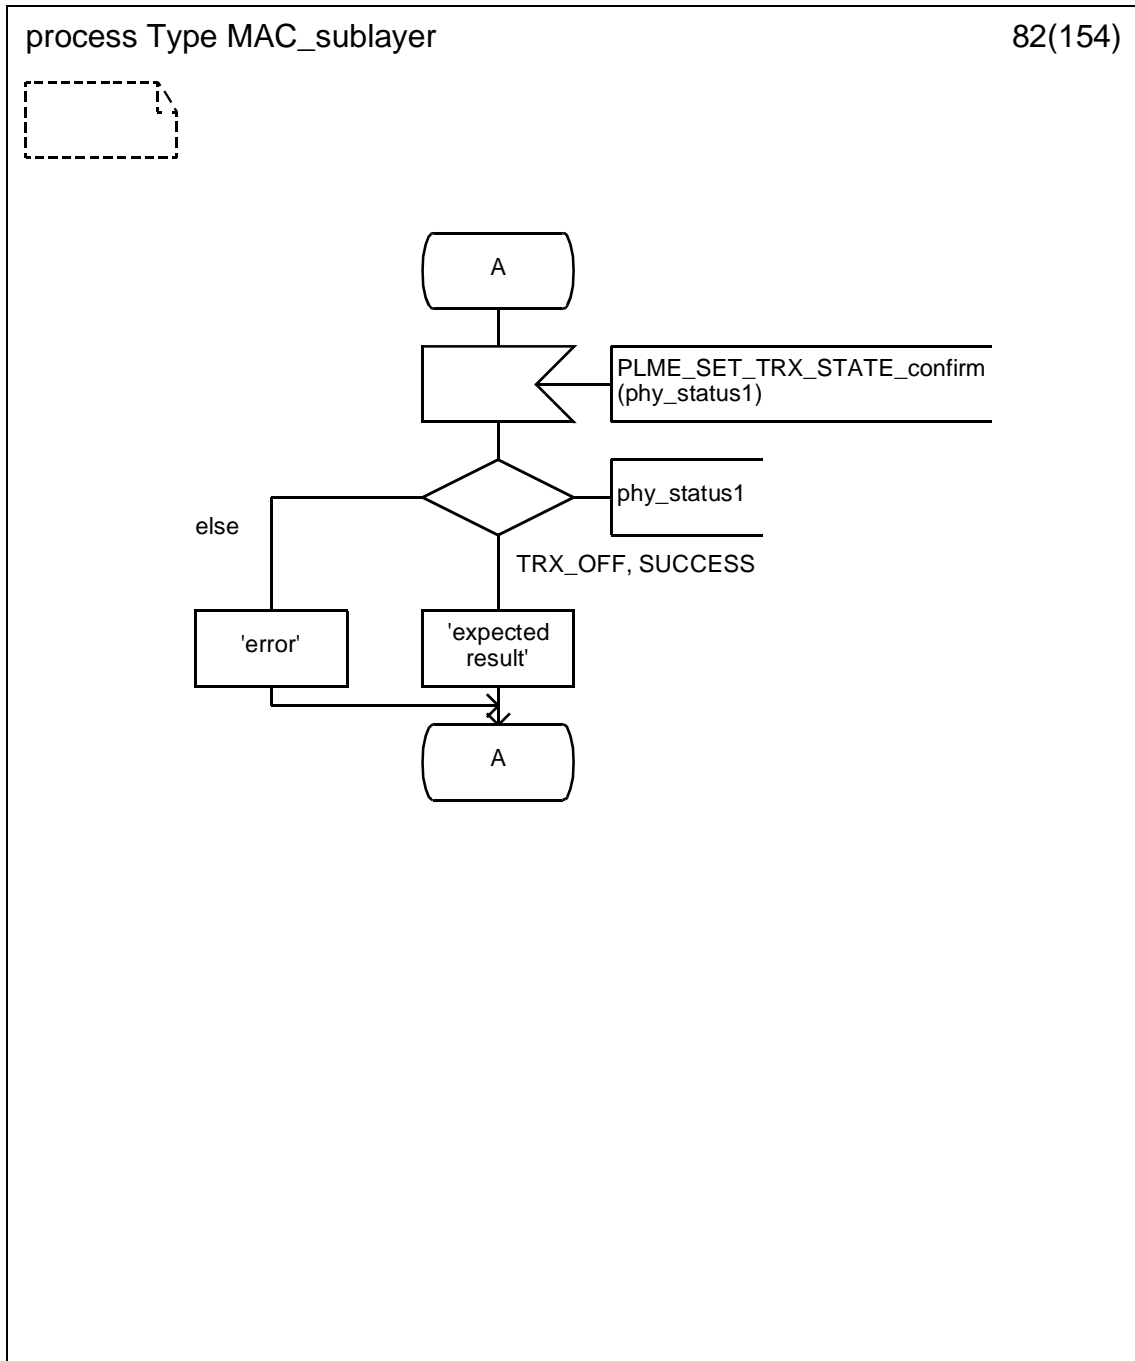 process Type MAC_sublayer
82(154)
A
PLME_SET_TRX_STATE_confirm
(phy_status1)
phy_status1
else
TRX_OFF, SUCCESS
'error'
'expected
result'
A